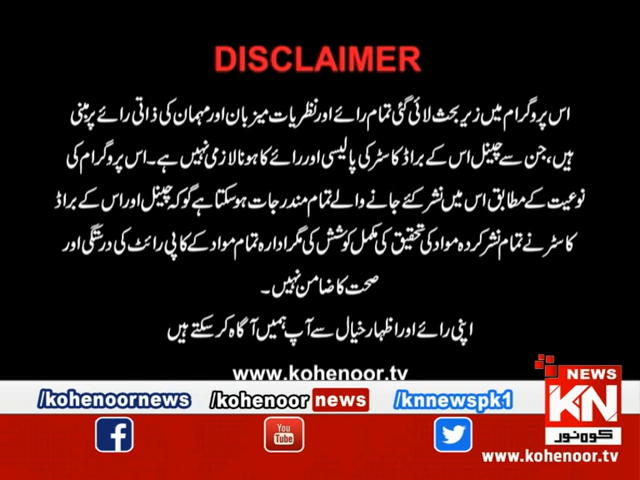 DISCLAIMER
اس پروگرام میں زیر بحث لائی گئی تمام رائے اور نظریات میزبان اور مہمان کی ذاتی رائے پر مبنی
ہیں، جن سے چینل اس کے براڈ کاسٹر کی پالیسی اور رائے کا ہونا لازمی نہیں ہے۔ اس پروگرام کی
نوعیت کے مطابق اس میں نشر کئے جانے والے تمام مندرجات ہو سکتا ہے گو کہ چینل اور اس کے براڈ
کاسٹر نے تمام نشر کردہ مواد کی تحقیق کی مکمل کوشش کی مگر ادارہ تمام مواد کے کاپی رائٹ کی درستگی اور
صحت کا ضامن نہیں۔
اپنی رائے اور اظہار خیال سے آپ ہمیں آگاہ کر سکتے ہیں
www.kohenoor.tv
/kohenoornews /kohenoor news /knnewspk1
You Tube
NEWS
KN
کوہ نور
www.kohenoor.tv